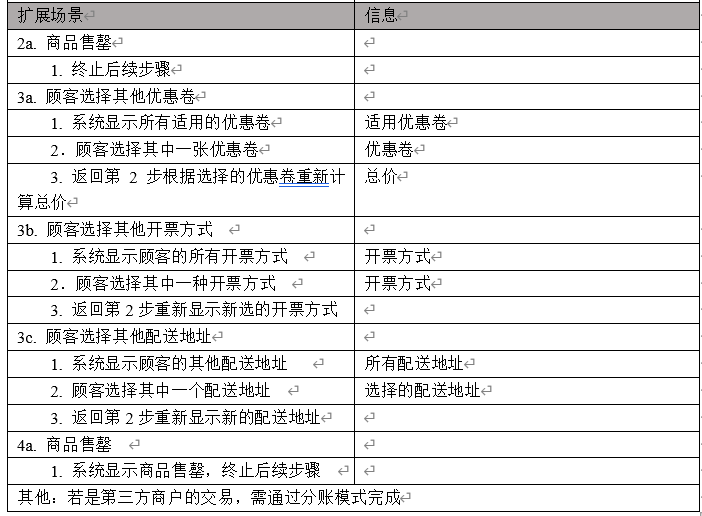 扩展场景 信息
2a. 商品售罄
1. 终止后续步骤
3a. 顾客选择其他优惠卷
1. 系统显示所有适用的优惠卷 适用优惠卷
2．顾客选择其中一张优惠卷 优惠卷
3. 返回第 2 步根据选择的优惠卷重新计 总价
算总价
3b. 顾客选择其他开票方式
1. 系统显示顾客的所有开票方式 开票方式
2．顾客选择其中一种开票方式 开票方式
3. 返回第 2 步重新显示新选的开票方式
3c. 顾客选择其他配送地址
1. 系统显示顾客的其他配送地址 所有配送地址
2. 顾客选择其中一个配送地址 选择的配送地址
3. 返回第 2 步重新显示新的配送地址
4a. 商品售罄
1. 系统显示商品售罄，终止后续步骤
其他：若是第三方商户的交易，需通过分账模式完成